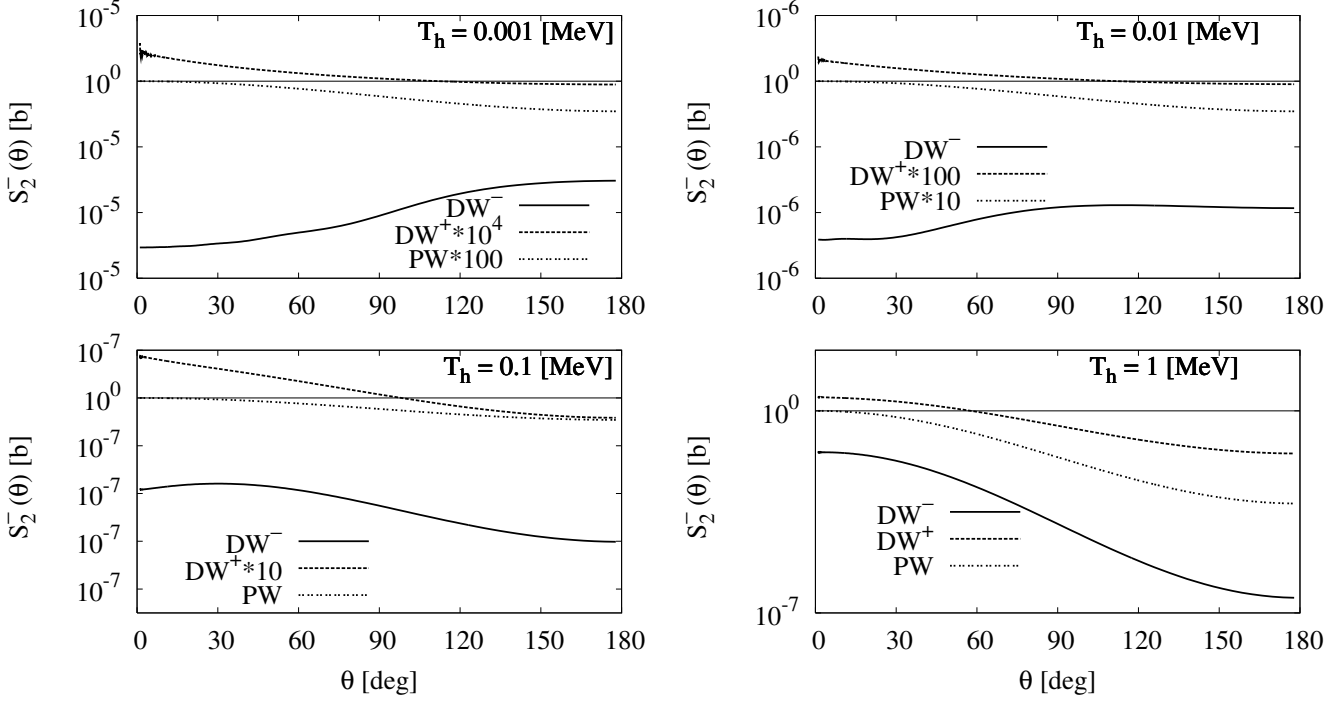 T_h = 0.001 [MeV]
10^-5
10^0
10^-5
10^-5
10^-5
S_2^- (θ) [b]
DW^-
DW^+*10^4
PW*100
0 30 60 90 120 150 180
T_h = 0.01 [MeV]
10^-6
10^0
10^-6
10^-6
10^-6
S_2^- (θ) [b]
DW^-
DW^+*100
PW*10
0 30 60 90 120 150 180
T_h = 0.1 [MeV]
10^-7
10^0
10^-7
10^-7
10^-7
10^-7
S_2^- (θ) [b]
DW^-
DW^+*10
PW
0 30 60 90 120 150 180
θ [deg]
T_h = 1 [MeV]
10^0
10^-7
S_2^- (θ) [b]
DW^-
DW^+
PW
0 30 60 90 120 150 180
θ [deg]